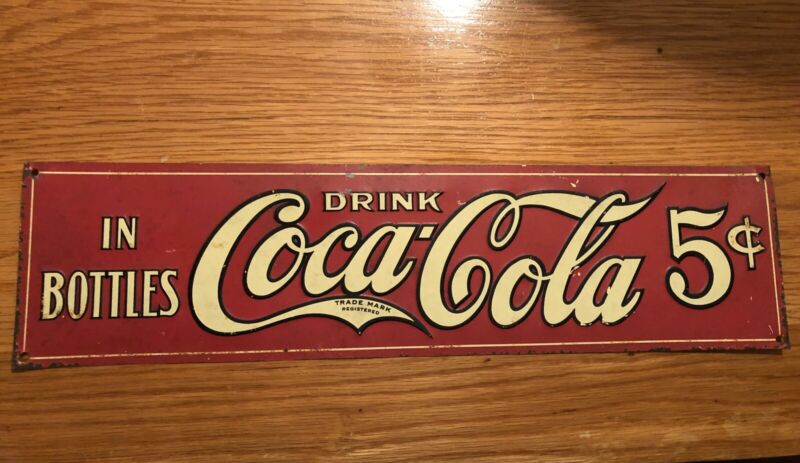 IN
BOTTLES
DRINK
Coca-Cola
TRADE MARK
REGISTERED
5¢